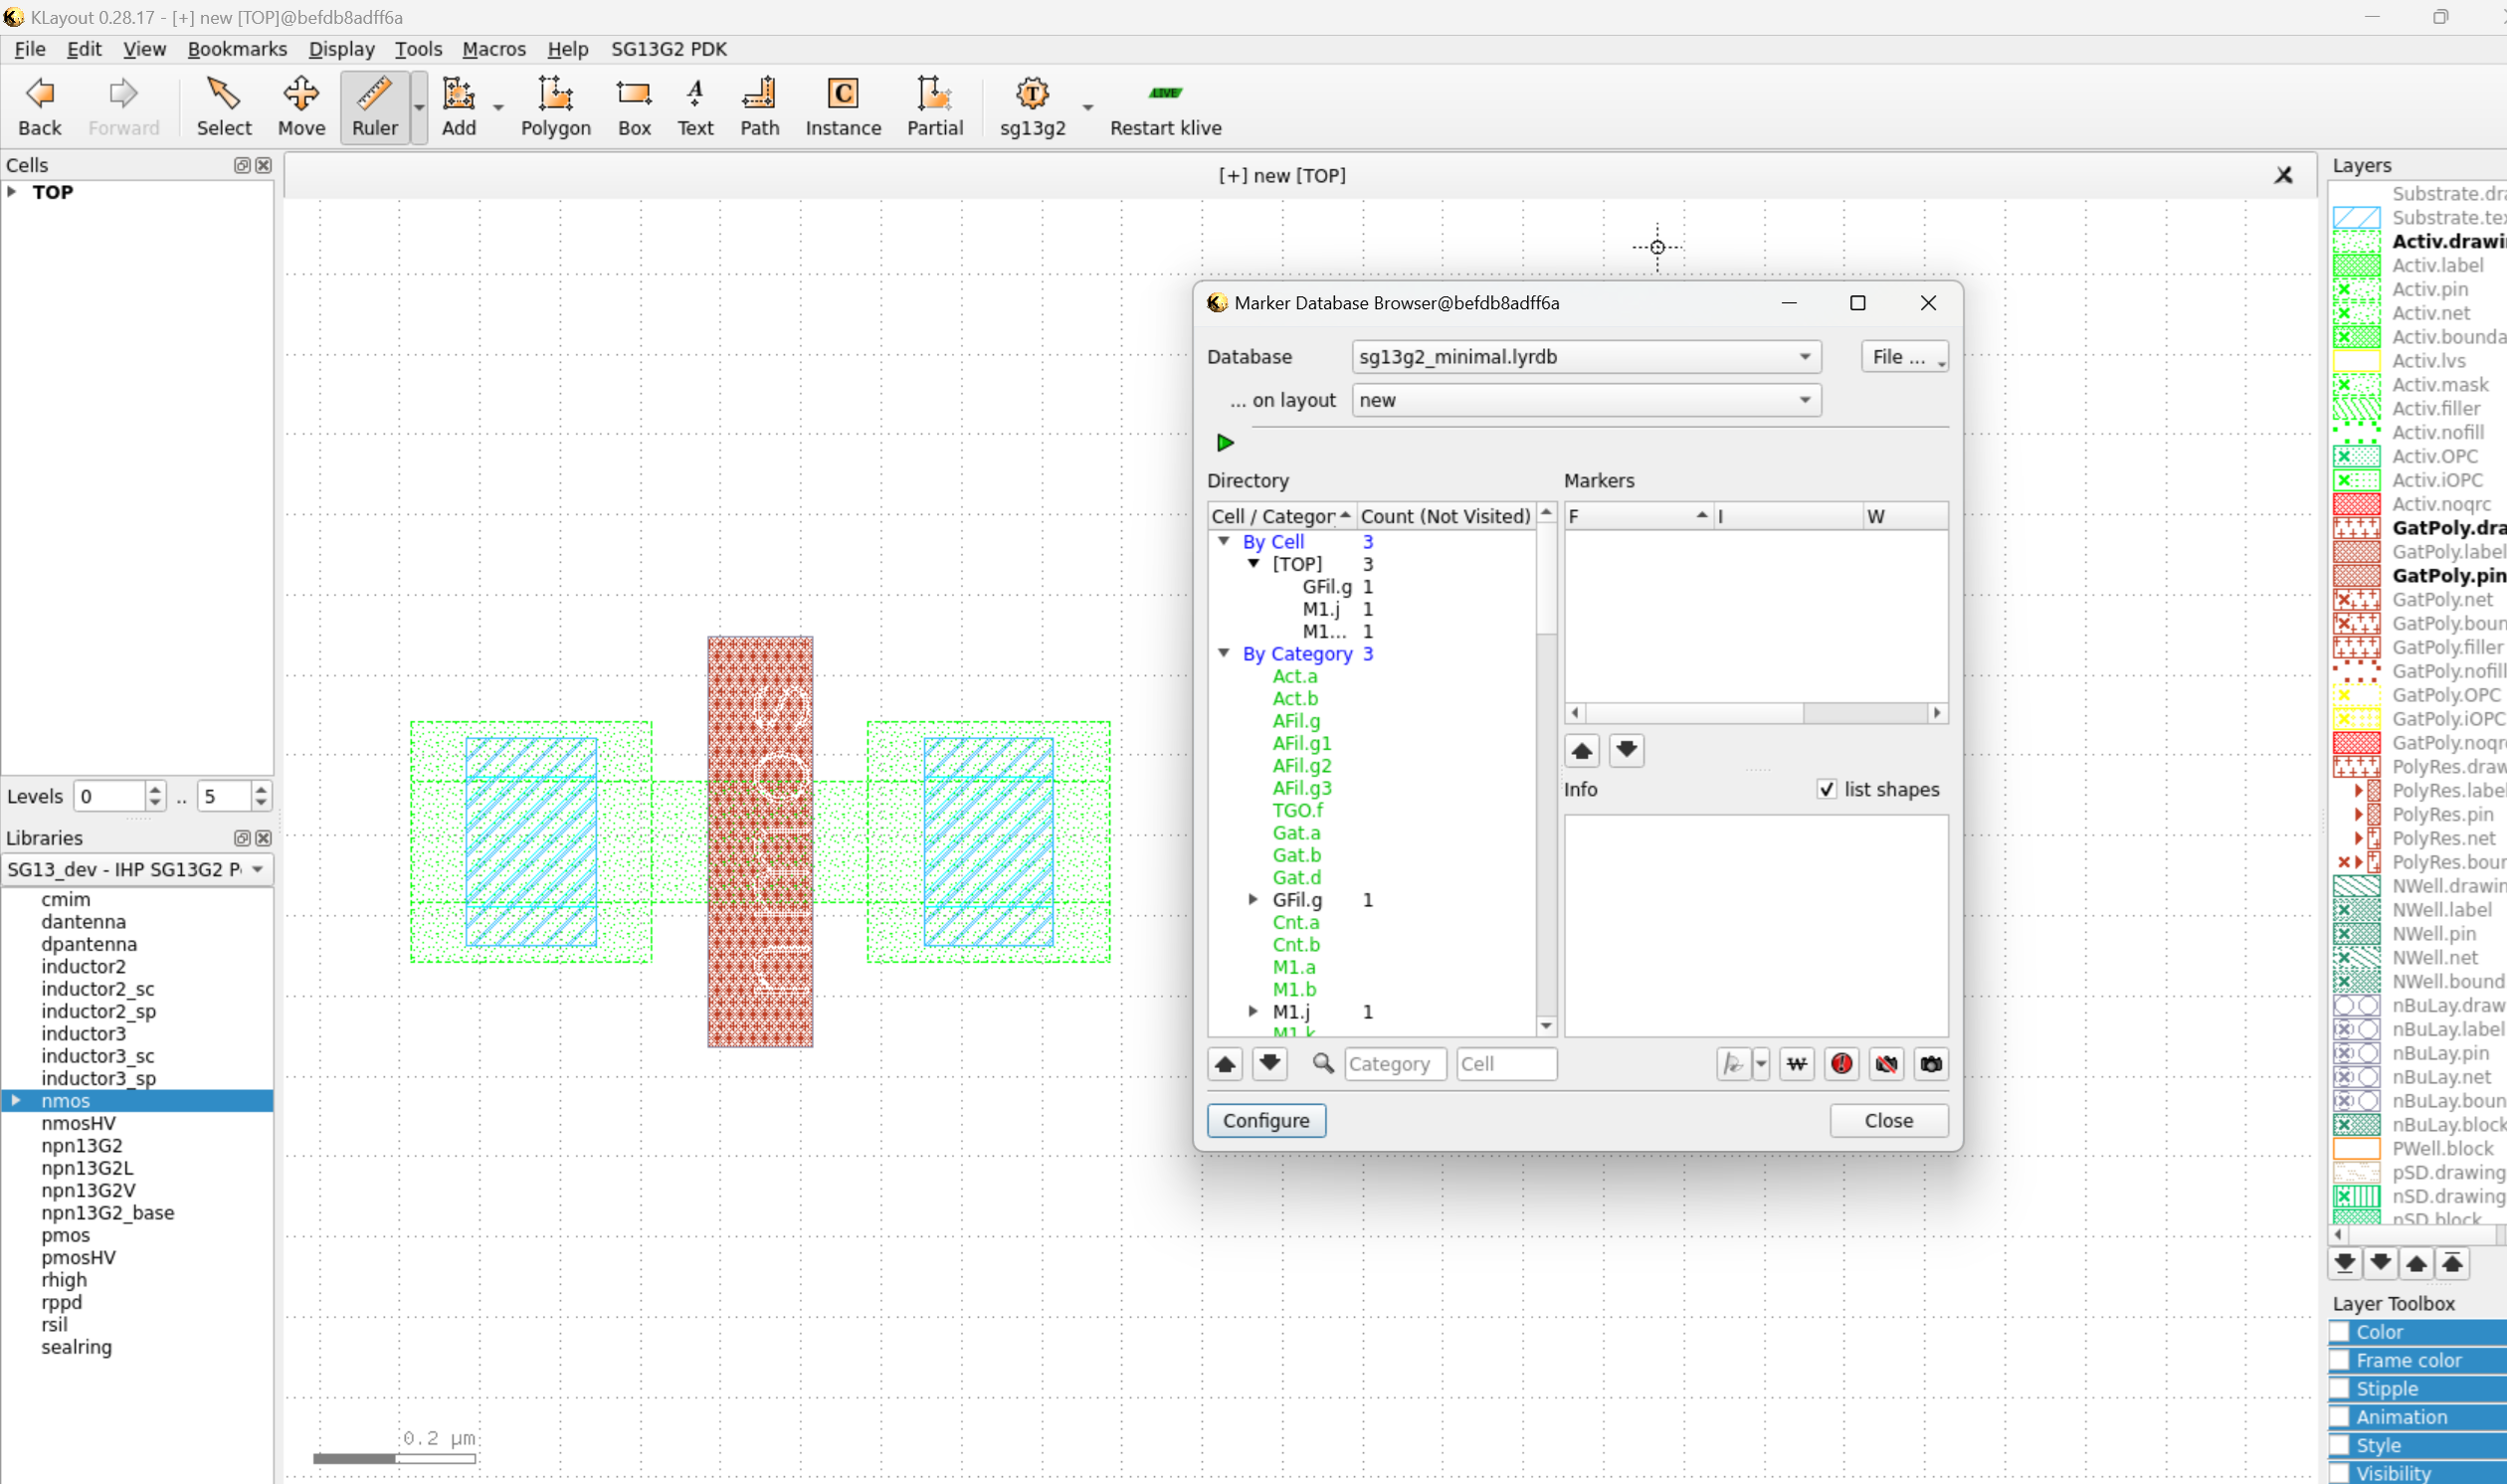 KLayout 0.28.17 - [+] new [TOP]@befdb8adff6a
File Edit View Bookmarks Display Tools Macros Help SG13G2 PDK
Back Forward Select Move Ruler Add Polygon Box Text Path Instance Partial sg13g2 Restart klive
LIVE
Cells
TOP
Levels 0 .. 5
Libraries
SG13_dev - IHP SG13G2 P
cmim
dantenna
dpantenna
inductor2
inductor2_sc
inductor2_sp
inductor3
inductor3_sc
inductor3_sp
nmos
nmosHV
npn13G2
npn13G2L
npn13G2V
npn13G2_base
pmos
pmosHV
rhigh
rppd
rsil
sealring
[+] new [TOP]
nmos
0.2 µm
Marker Database Browser@befdb8adff6a
Database sg13g2_minimal.lyrdb File ...
... on layout new
Directory
Cell / Categor Count (Not Visited)
By Cell 3
[TOP] 3
GFil.g 1
M1.j 1
M1... 1
By Category 3
Act.a
Act.b
AFil.g
AFil.g1
AFil.g2
AFil.g3
TGO.f
Gat.a
Gat.b
Gat.d
GFil.g 1
Cnt.a
Cnt.b
M1.a
M1.b
M1.j 1
M1.k
Category Cell
Markers
F I W
Info list shapes
Configure Close
Layers
Substrate.dra
Substrate.tex
Activ.drawi
Activ.label
Activ.pin
Activ.net
Activ.bounda
Activ.lvs
Activ.mask
Activ.filler
Activ.nofill
Activ.OPC
Activ.iOPC
Activ.noqrc
GatPoly.dra
GatPoly.label
GatPoly.pin
GatPoly.net
GatPoly.boun
GatPoly.filler
GatPoly.nofill
GatPoly.OPC
GatPoly.iOPC
GatPoly.noqr
PolyRes.draw
PolyRes.label
PolyRes.pin
PolyRes.net
PolyRes.boun
NWell.drawin
NWell.label
NWell.pin
NWell.net
NWell.bound
nBuLay.draw
nBuLay.label
nBuLay.pin
nBuLay.net
nBuLay.boun
nBuLay.block
PWell.block
pSD.drawing
nSD.drawing
nSD.block
Layer Toolbox
Color
Frame color
Stipple
Animation
Style
Visibility